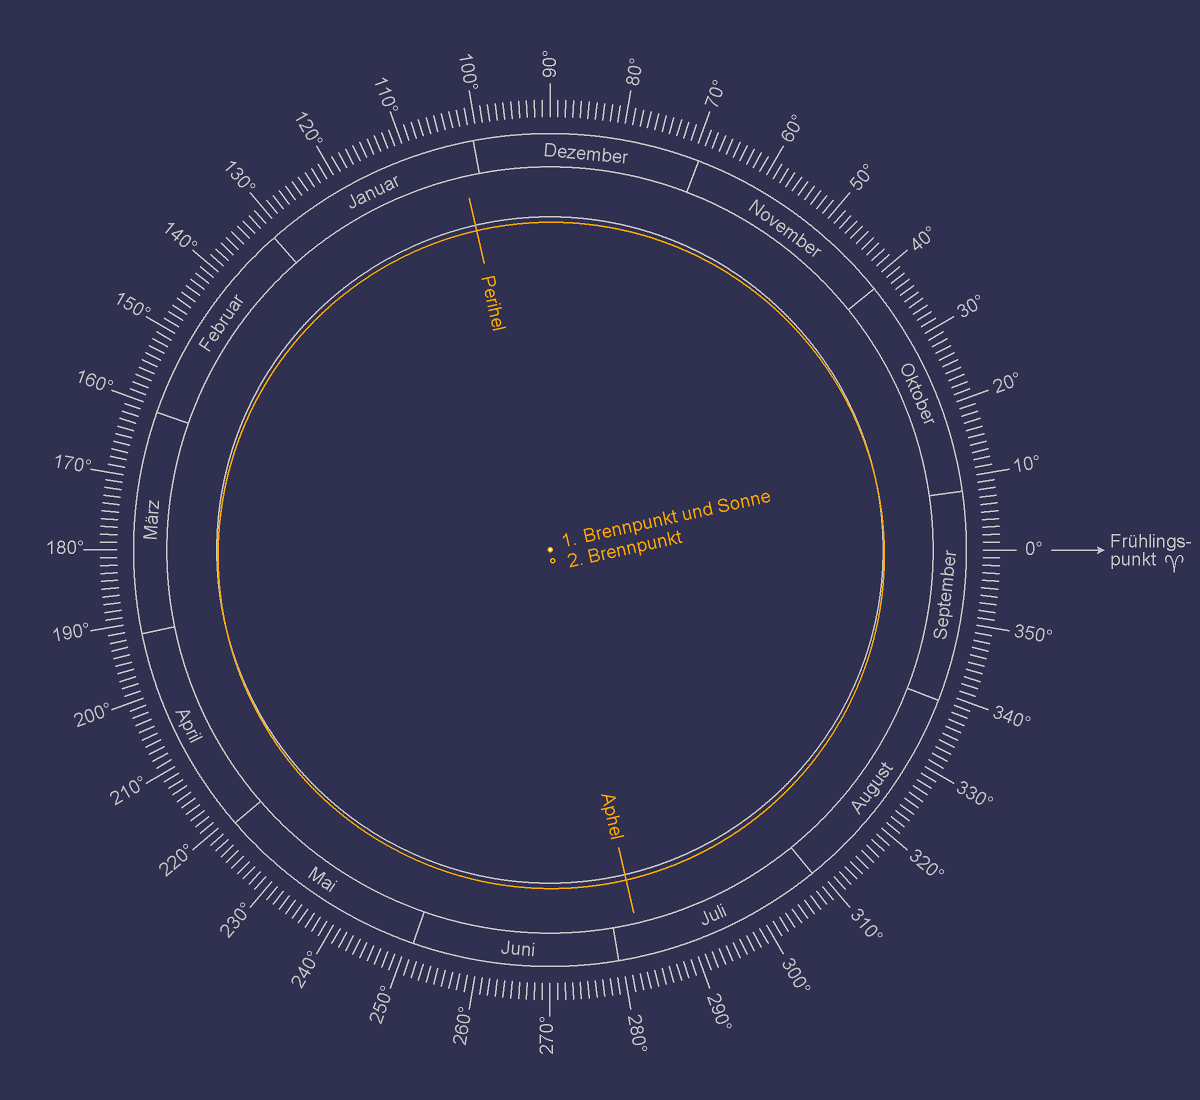 90°
80°
70°
60°
50°
40°
30°
20°
10°
0°
350°
340°
330°
320°
310°
300°
290°
280°
270°
260°
250°
240°
230°
220°
210°
200°
190°
180°
170°
160°
150°
140°
130°
120°
110°
100°
Frühlings-
punkt ♈
Dezember
November
Oktober
September
August
Juli
Juni
Mai
April
März
Februar
Januar
Perihel
1. Brennpunkt und Sonne
2. Brennpunkt
Aphel